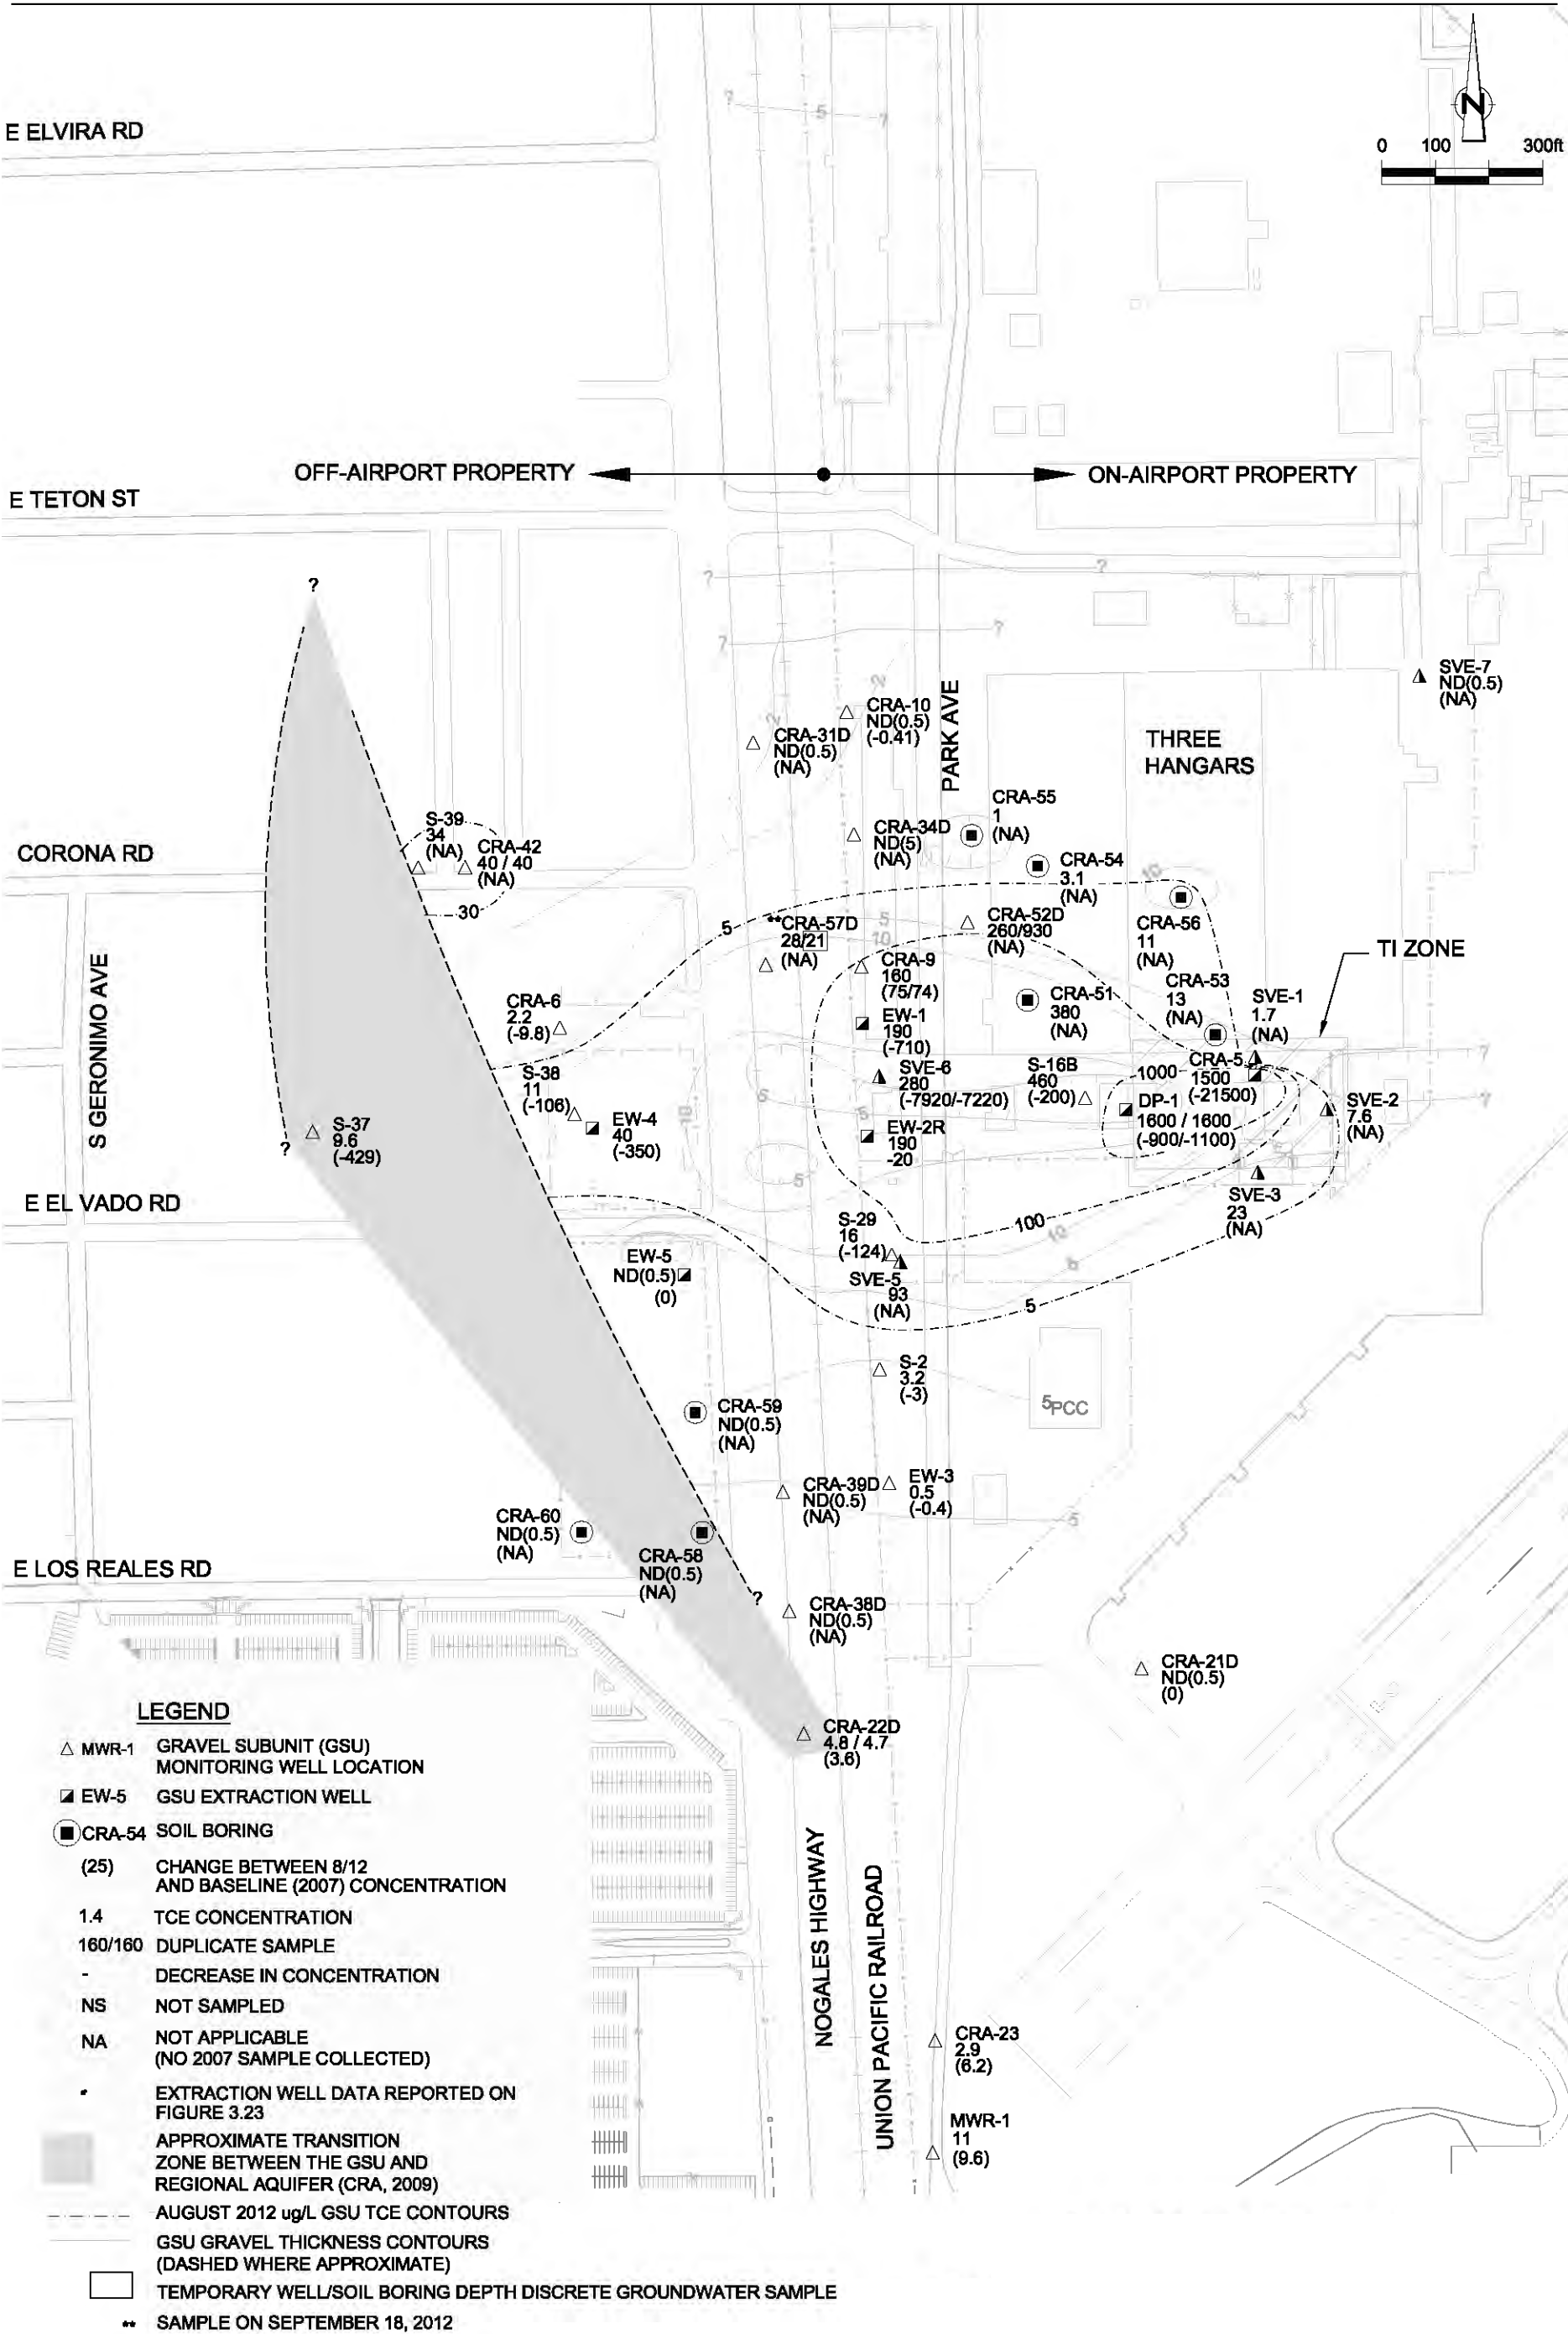 N
0 100 300ft
E ELVIRA RD
? 5 ?
OFF-AIRPORT PROPERTY
ON-AIRPORT PROPERTY
E TETON ST
?
?
?
?
?
SVE-7
ND(0.5)
(NA)
2
2
CRA-10
ND(0.5)
(-0.41)
PARK AVE
CRA-31D
ND(0.5)
(NA)
THREE
HANGARS
CRA-55
1
(NA)
S-39
34
(NA)
CRA-42
40 / 40
(NA)
30
CRA-34D
ND(5)
(NA)
CRA-54
3.1
(NA)
CORONA RD
10
5
**
CRA-57D
28/21
(NA)
5
10
CRA-52D
260/930
(NA)
CRA-56
11
(NA)
TI ZONE
S GERONIMO AVE
CRA-9
160
(75/74)
CRA-53
13
(NA)
CRA-51
380
(NA)
SVE-1
1.7
(NA)
CRA-6
2.2
(-9.8)
EW-1
190
(-710)
S-38
11
(-106)
SVE-6
280
(-7920/-7220)
S-16B
460
(-200)
1000
CRA-5
1500
(-21500)
?
?
DP-1
1600 / 1600
(-900/-1100)
SVE-2
7.6
(NA)
EW-4
40
(-350)
10
5
5
EW-2R
190
-20
S-37
9.6
(-429)
?
5
5
SVE-3
23
(NA)
E EL VADO RD
100
10
S-29
16
(-124)
EW-5
ND(0.5)
(0)
SVE-5
93
(NA)
5
S-2
3.2
(-3)
5
PCC
CRA-59
ND(0.5)
(NA)
CRA-39D
ND(0.5)
(NA)
EW-3
0.5
(-0.4)
5
CRA-60
ND(0.5)
(NA)
CRA-58
ND(0.5)
(NA)
E LOS REALES RD
?
CRA-38D
ND(0.5)
(NA)
CRA-21D
ND(0.5)
(0)
CRA-22D
4.8 / 4.7
(3.6)
NOGALES HIGHWAY
UNION PACIFIC RAILROAD
CRA-23
2.9
(6.2)
MWR-1
11
(9.6)
LEGEND
MWR-1 GRAVEL SUBUNIT (GSU)
MONITORING WELL LOCATION
EW-5 GSU EXTRACTION WELL
CRA-54 SOIL BORING
(25) CHANGE BETWEEN 8/12
AND BASELINE (2007) CONCENTRATION
1.4 TCE CONCENTRATION
160/160 DUPLICATE SAMPLE
- DECREASE IN CONCENTRATION
NS NOT SAMPLED
NA NOT APPLICABLE
(NO 2007 SAMPLE COLLECTED)
* EXTRACTION WELL DATA REPORTED ON
FIGURE 3.23
APPROXIMATE TRANSITION
ZONE BETWEEN THE GSU AND
REGIONAL AQUIFER (CRA, 2009)
AUGUST 2012 ug/L GSU TCE CONTOURS
GSU GRAVEL THICKNESS CONTOURS
(DASHED WHERE APPROXIMATE)
TEMPORARY WELL/SOIL BORING DEPTH DISCRETE GROUNDWATER SAMPLE
** SAMPLE ON SEPTEMBER 18, 2012